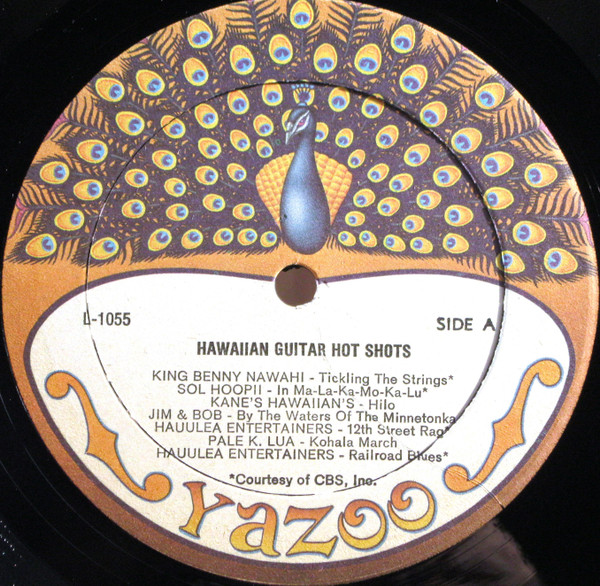 L-1055
SIDE A
HAWAIIAN GUITAR HOT SHOTS
KING BENNY NAWAHI - Tickling The Strings*
SOL HOOPII - In Ma-La-Ka-Mo-Ka-Lu*
KANE'S HAWAIIAN'S - Hilo
JIM & BOB - By The Waters Of The Minnetonka
HAUULEA ENTERTAINERS - 12th Street Rag*
PALE K. LUA - Kohala March
HAUULEA ENTERTAINERS - Railroad Blues*
*Courtesy of CBS, Inc.
Yazoo